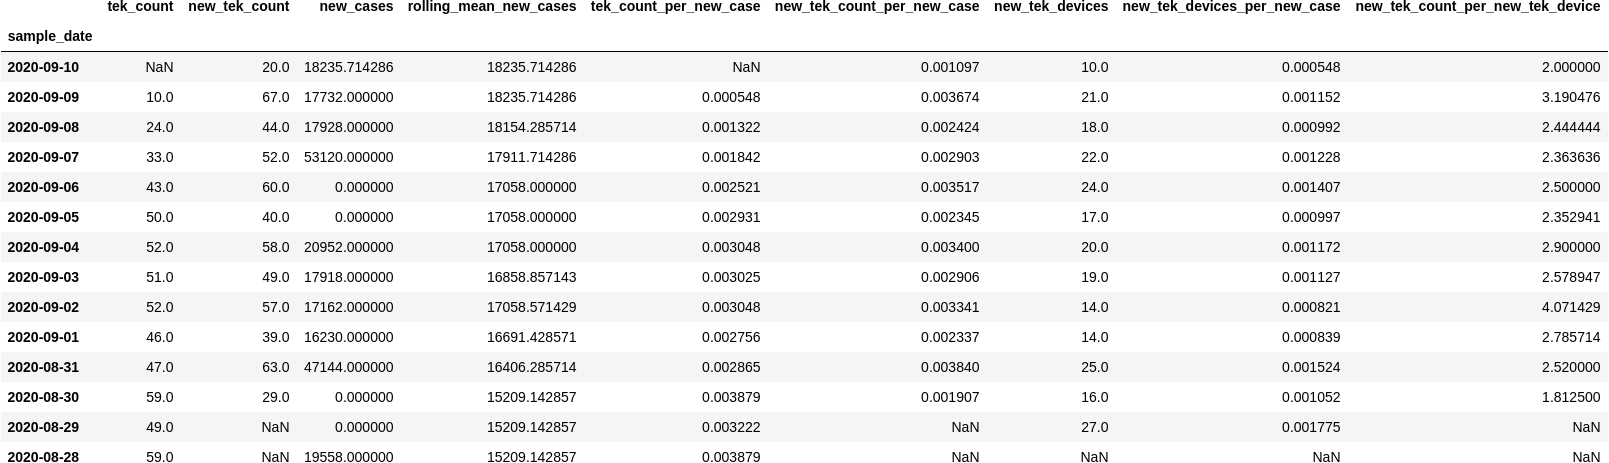 tek_count new_tek_count new_cases rolling_mean_new_cases tek_count_per_new_case new_tek_count_per_new_case new_tek_devices new_tek_devices_per_new_case new_tek_count_per_new_tek_device
sample_date
2020-09-10 NaN 20.0 18235.714286 18235.714286 NaN 0.001097 10.0 0.000548 2.000000
2020-09-09 10.0 67.0 17732.000000 18235.714286 0.000548 0.003674 21.0 0.001152 3.190476
2020-09-08 24.0 44.0 17928.000000 18154.285714 0.001322 0.002424 18.0 0.000992 2.444444
2020-09-07 33.0 52.0 53120.000000 17911.714286 0.001842 0.002903 22.0 0.001228 2.363636
2020-09-06 43.0 60.0 0.000000 17058.000000 0.002521 0.003517 24.0 0.001407 2.500000
2020-09-05 50.0 40.0 0.000000 17058.000000 0.002931 0.002345 17.0 0.000997 2.352941
2020-09-04 52.0 58.0 20952.000000 17058.000000 0.003048 0.003400 20.0 0.001172 2.900000
2020-09-03 51.0 49.0 17918.000000 16858.857143 0.003025 0.002906 19.0 0.001127 2.578947
2020-09-02 52.0 57.0 17162.000000 17058.571429 0.003048 0.003341 14.0 0.000821 4.071429
2020-09-01 46.0 39.0 16230.000000 16691.428571 0.002756 0.002337 14.0 0.000839 2.785714
2020-08-31 47.0 63.0 47144.000000 16406.285714 0.002865 0.003840 25.0 0.001524 2.520000
2020-08-30 59.0 29.0 0.000000 15209.142857 0.003879 0.001907 16.0 0.001052 1.812500
2020-08-29 49.0 NaN 0.000000 15209.142857 0.003222 NaN 27.0 0.001775 NaN
2020-08-28 59.0 NaN 19558.000000 15209.142857 0.003879 NaN NaN NaN NaN